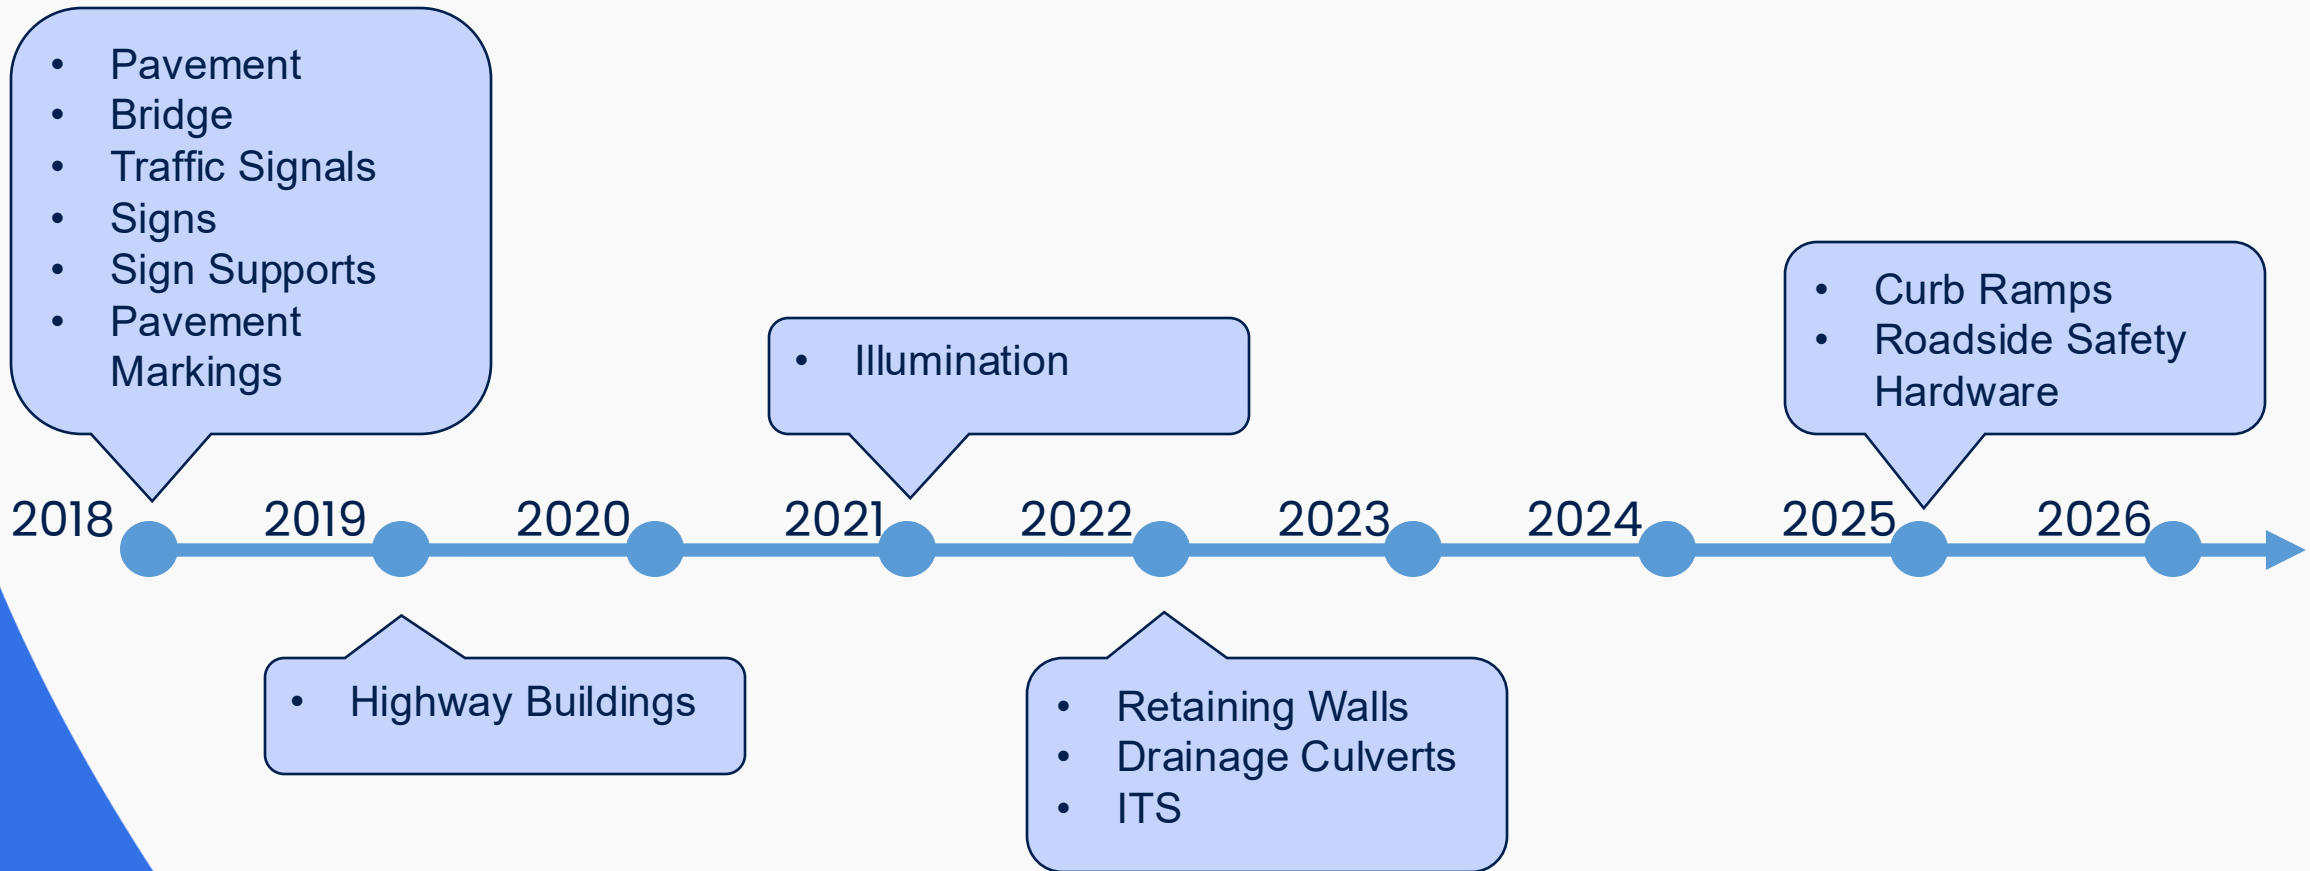 • Pavement
• Bridge
• Traffic Signals
• Signs
• Sign Supports
• Pavement
Markings
• Illumination
• Curb Ramps
• Roadside Safety
Hardware
2018 2019 2020 2021 2022 2023 2024 2025 2026
• Highway Buildings
• Retaining Walls
• Drainage Culverts
• ITS